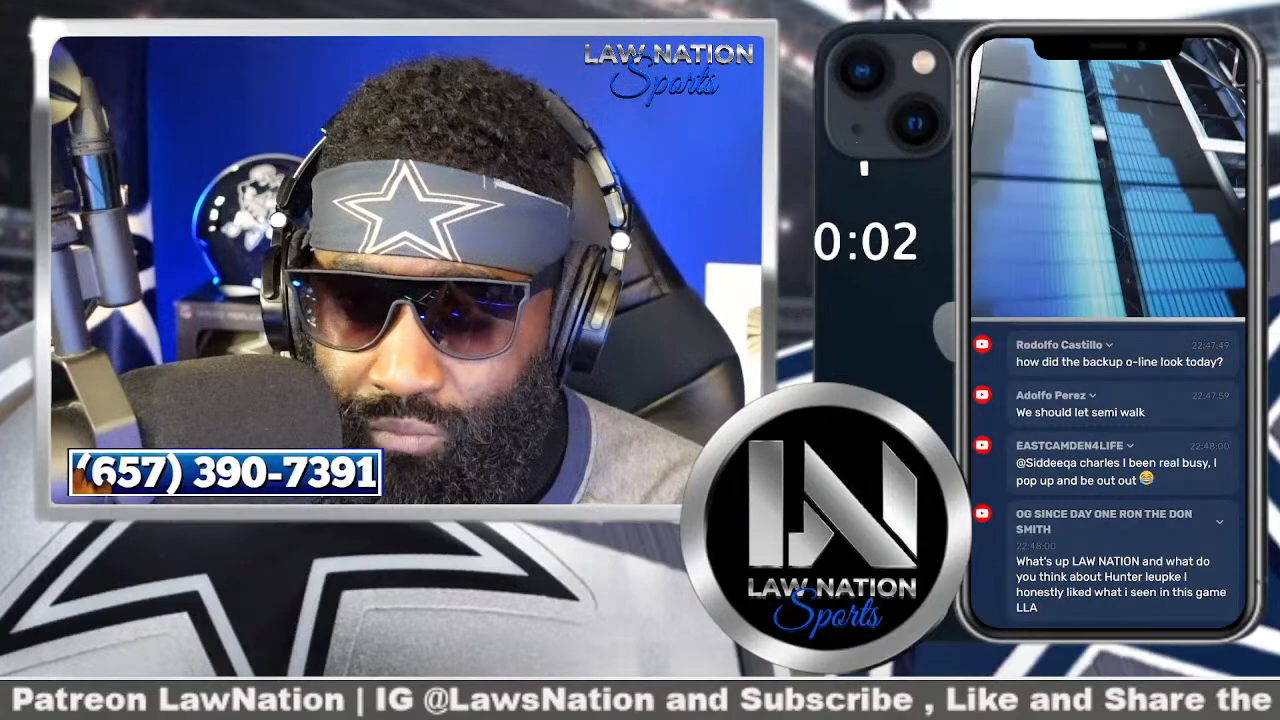 LAW NATION
Sports
(657) 390-7391
0:02
Rodolfo Castillo 22:47:49
how did the backup o-line look today?
Adolfo Perez 22:47:59
We should let semi walk
EASTCAMDEN4LIFE 22:48:00
@Siddeeqa charles I been real busy, I
pop up and be out out 😂
OG SINCE DAY ONE RON THE DON
SMITH
22:48:00
What's up LAW NATION and what do
you think about Hunter leupke I
honestly liked what i seen in this game
LLA
LN
LAW NATION
Sports
Patreon LawNation | IG @LawsNation and Subscribe , Like and Share the